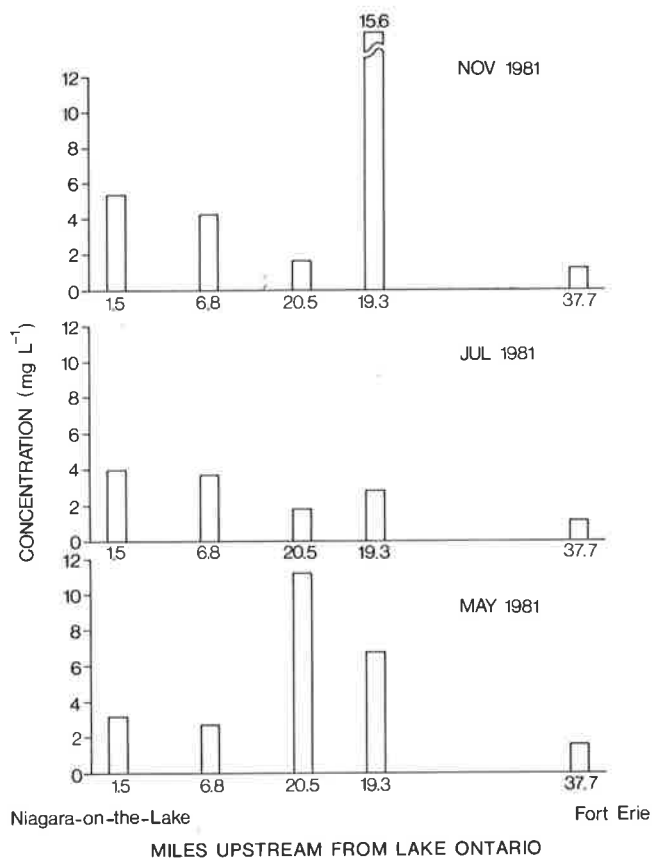 15.6
NOV 1981
12
10
8
6
4
2
0
1.5 6.8 20.5 19.3 37.7
JUL 1981
12
10
8
6
4
2
0
1.5 6.8 20.5 19.3 37.7
MAY 1981
12
10
8
6
4
2
0
1.5 6.8 20.5 19.3 37.7
CONCENTRATION (mg L⁻¹)
Niagara-on-the-Lake Fort Erie
MILES UPSTREAM FROM LAKE ONTARIO